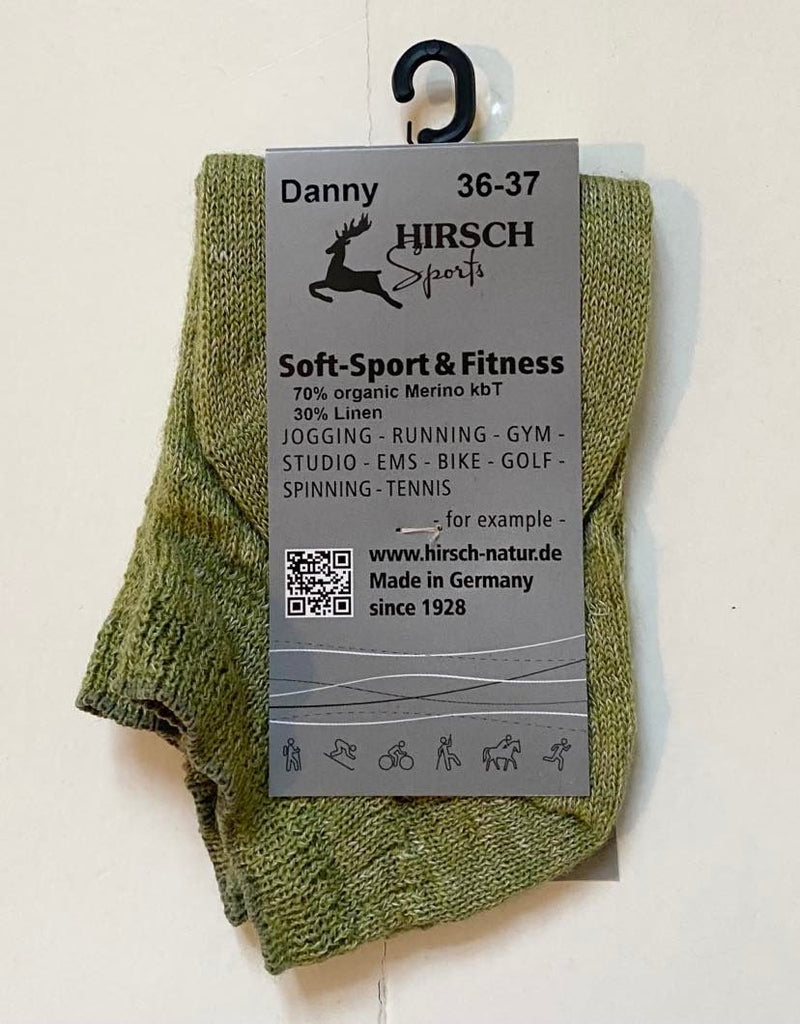 Danny 36-37
HIRSCH
Sports
Soft-Sport & Fitness
70% organic Merino kbT
30% Linen
JOGGING - RUNNING - GYM -
STUDIO - EMS - BIKE - GOLF -
SPINNING - TENNIS
- for example -
www.hirsch-natur.de
Made in Germany
since 1928